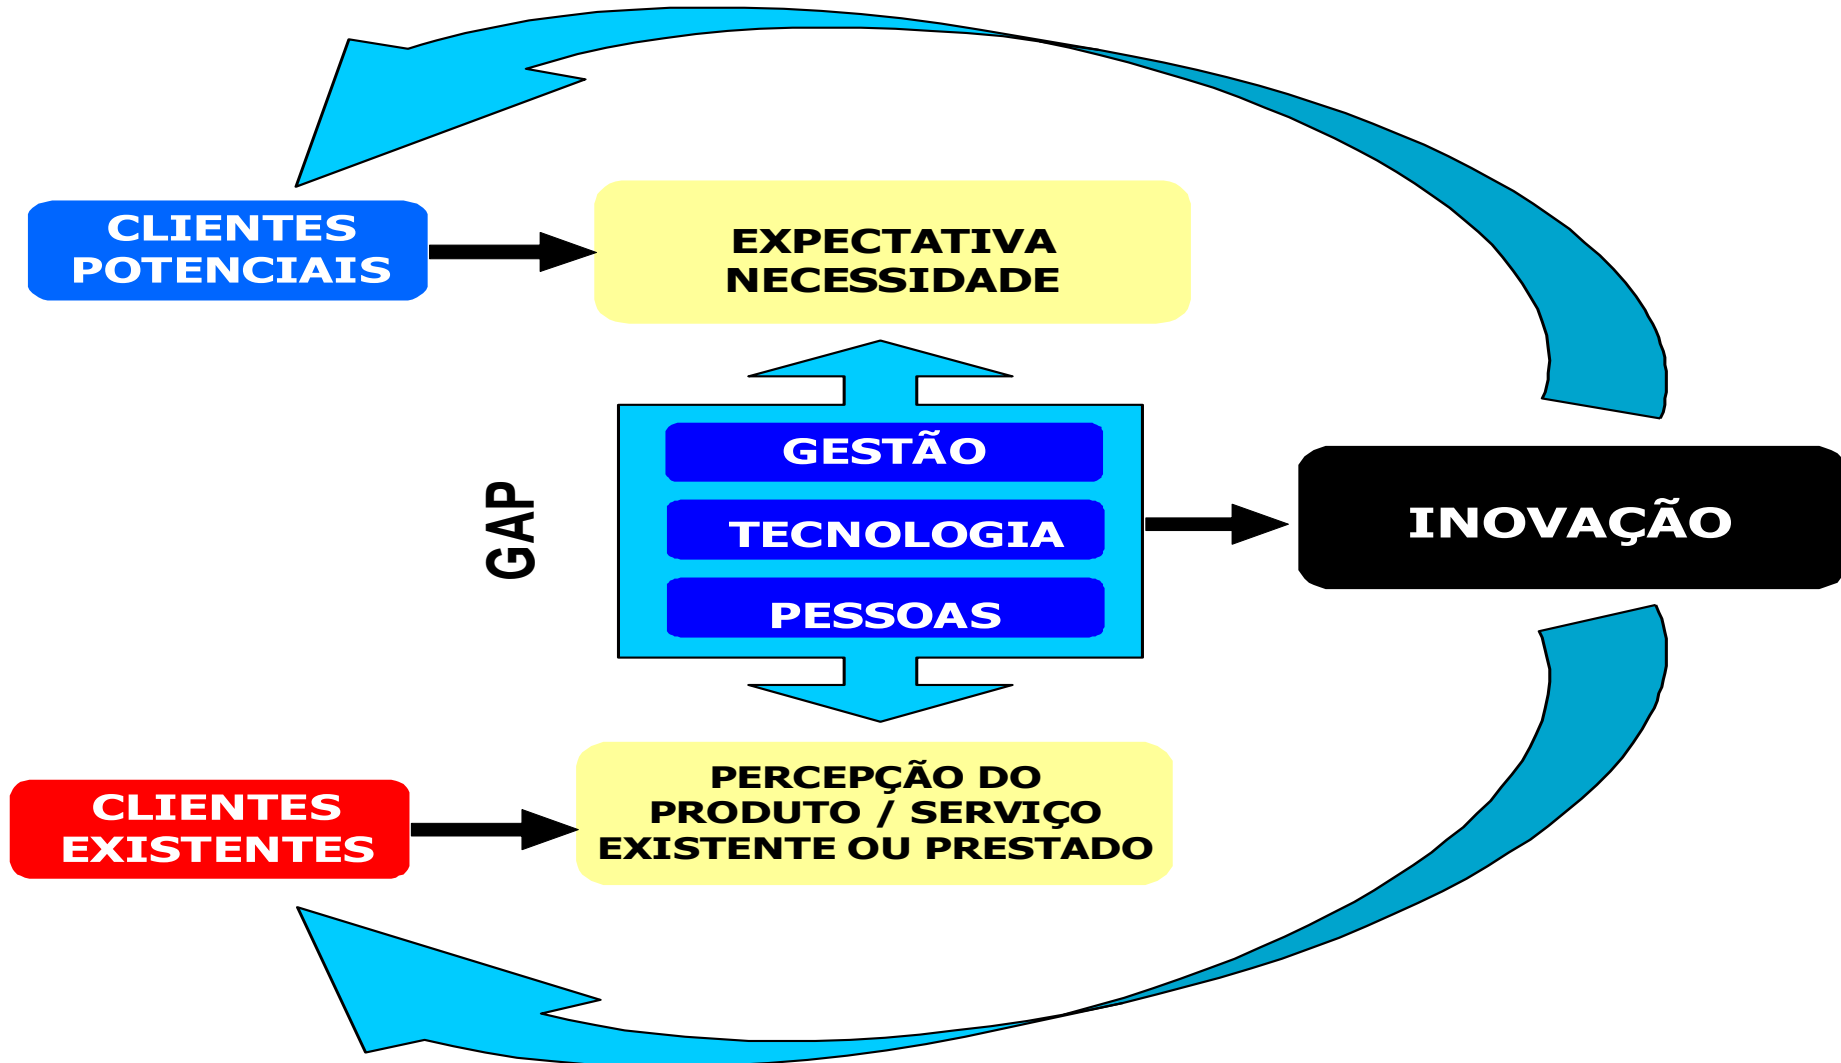 CLIENTES
POTENCIAIS
EXPECTATIVA
NECESSIDADE
GAP
GESTÃO
TECNOLOGIA
PESSOAS
INOVAÇÃO
CLIENTES
EXISTENTES
PERCEPÇÃO DO
PRODUTO / SERVIÇO
EXISTENTE OU PRESTADO